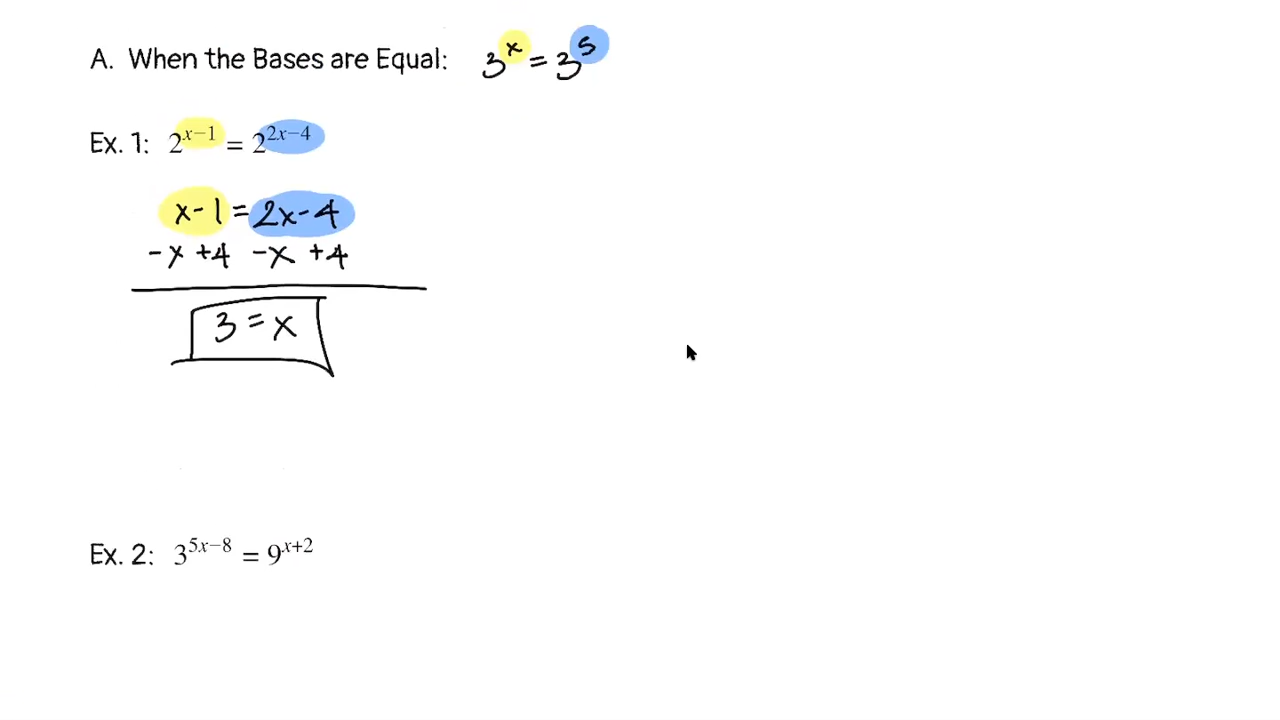 A. When the Bases are Equal: 3^x = 3^5
Ex. 1: 2^{x−1} = 2^{2x−4}
x - 1 = 2x - 4
- x + 4 - x + 4
3 = x
Ex. 2: 3^{5x−8} = 9^{x+2}